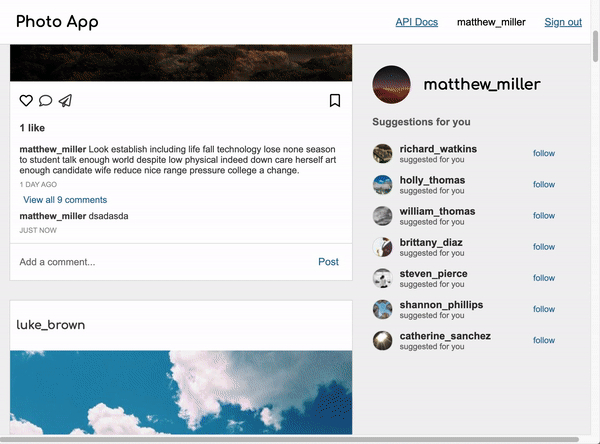 Photo App
API Docs
matthew_miller
Sign out
1 like
matthew_miller Look establish including life fall technology lose none season
to student talk enough world despite low physical indeed down care herself art
enough candidate wife reduce nice range pressure college a change.
1 DAY AGO
View all 9 comments
matthew_miller dsadasda
JUST NOW
Add a comment...
Post
luke_brown
matthew_miller
Suggestions for you
richard_watkins
suggested for you
follow
holly_thomas
suggested for you
follow
william_thomas
suggested for you
follow
brittany_diaz
suggested for you
follow
steven_pierce
suggested for you
follow
shannon_phillips
suggested for you
follow
catherine_sanchez
suggested for you
follow